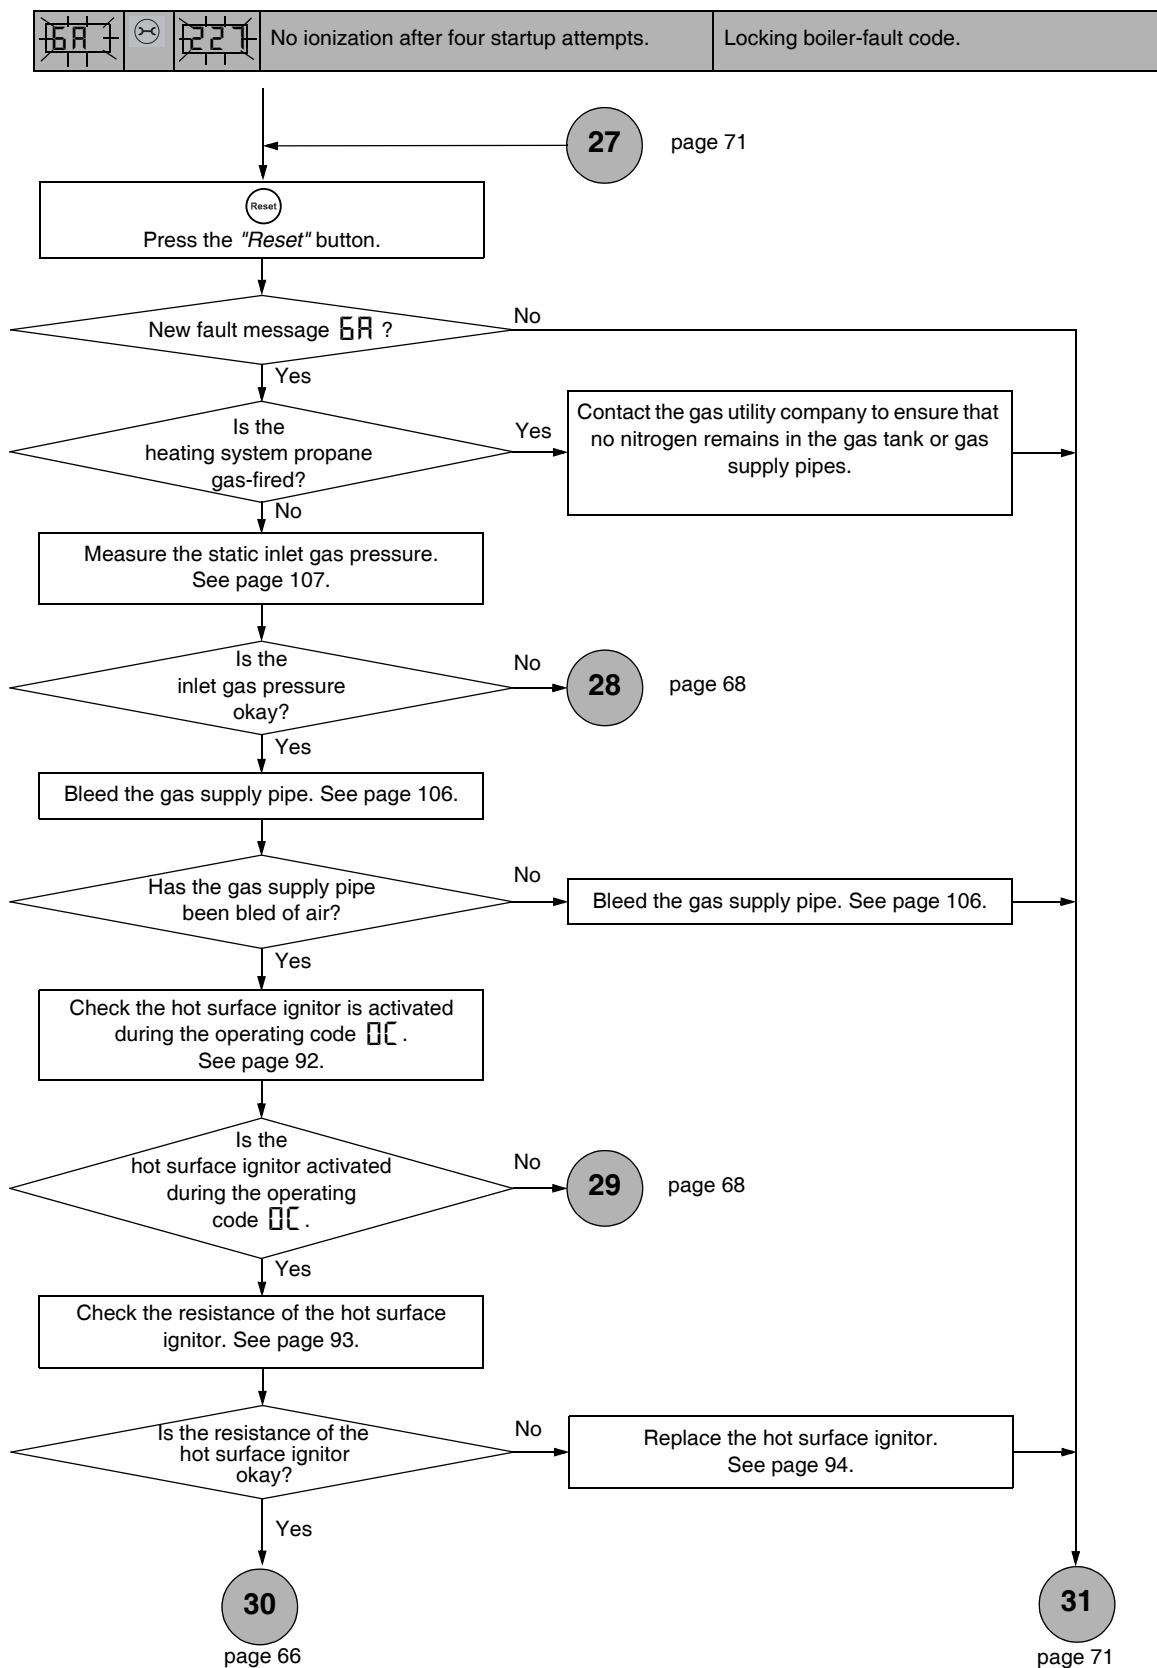 6A 227 No ionization after four startup attempts. Locking boiler-fault code.
27 page 71
Reset
Press the "Reset" button.
New fault message 6A ?
No
Yes
Is the
heating system propane
gas-fired?
Yes
Contact the gas utility company to ensure that
no nitrogen remains in the gas tank or gas
supply pipes.
No
Measure the static inlet gas pressure.
See page 107.
Is the
inlet gas pressure
okay?
No
28 page 68
Yes
Bleed the gas supply pipe. See page 106.
Has the gas supply pipe
been bled of air?
No
Bleed the gas supply pipe. See page 106.
Yes
Check the hot surface ignitor is activated
during the operating code 0C .
See page 92.
Is the
hot surface ignitor activated
during the operating
code 0C .
No
29 page 68
Yes
Check the resistance of the hot surface
ignitor. See page 93.
Is the resistance of the
hot surface ignitor
okay?
No
Replace the hot surface ignitor.
See page 94.
Yes
30
page 66
31
page 71